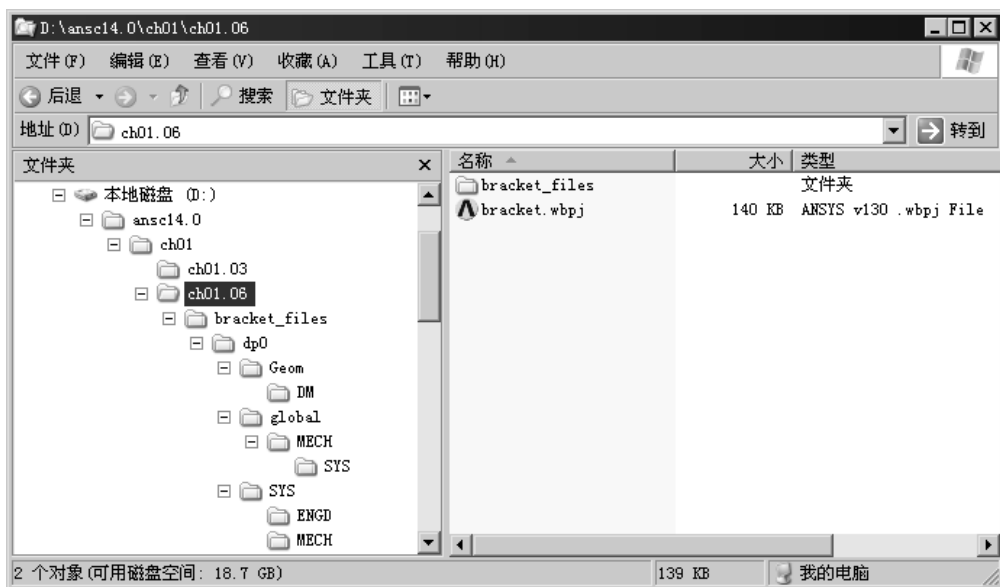 D:\ansc14.0\ch01\ch01.06
文件(F) 编辑(E) 查看(V) 收藏(A) 工具(T) 帮助(H)
后退 搜索 文件夹
地址(D) ch01.06 转到
文件夹 × 名称 大小 类型
本地磁盘 (D:)
ansc14.0
ch01
ch01.03
ch01.06
bracket_files
dp0
Geom
DM
global
MECH
SYS
SYS
ENGD
MECH
bracket_files 文件夹
bracket.wbpj 140 KB ANSYS v130 .wbpj File
2 个对象(可用磁盘空间: 18.7 GB) 139 KB 我的电脑